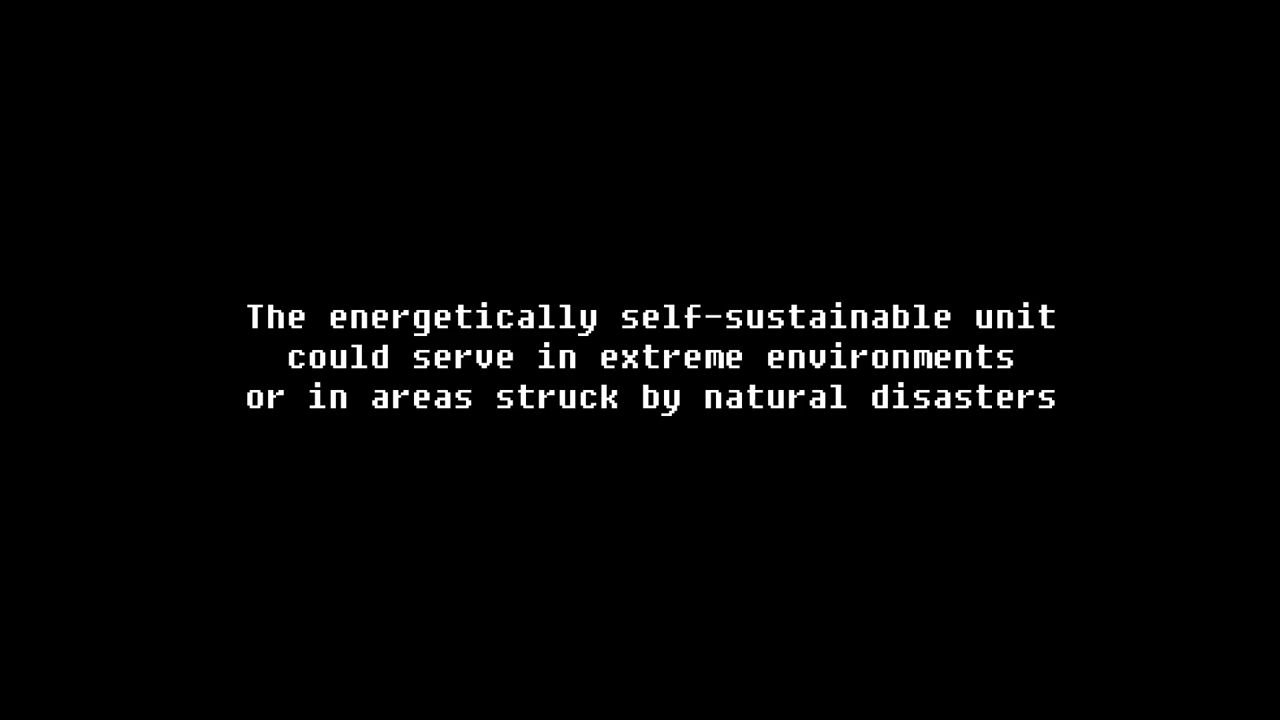 The energetically self-sustainable unit
could serve in extreme environments
or in areas struck by natural disasters